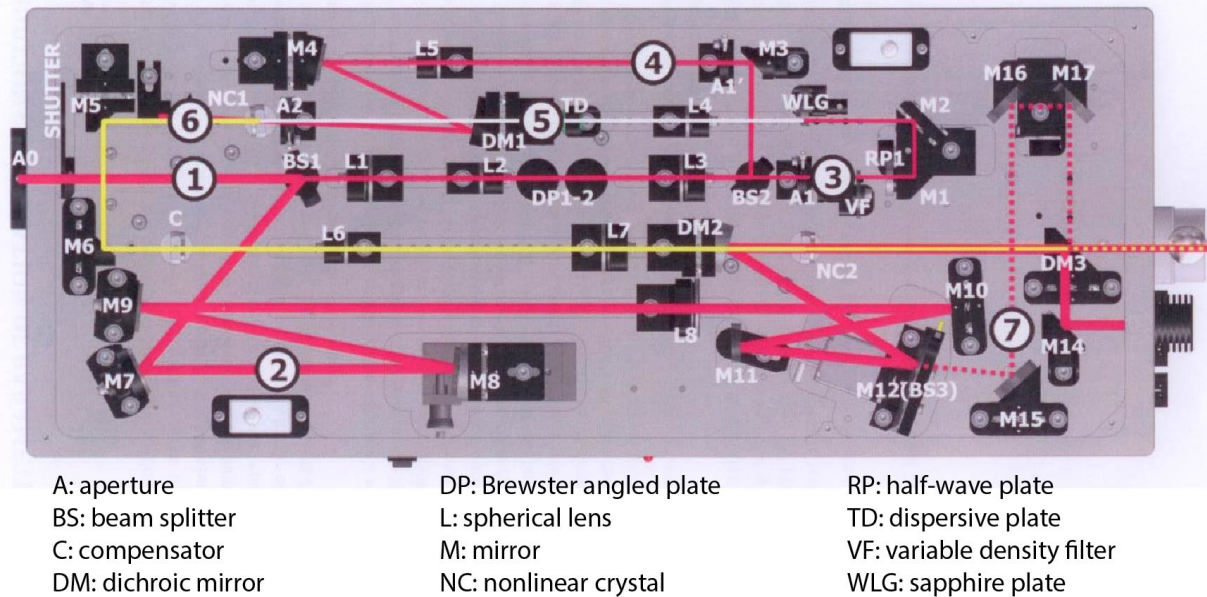 SHUTTER
M4
L5
4
M3
M16
M17
M5
NC1
A2
A1´
6
5
TD
L4
WLG
M2
DM1
A0
1
BS1
L1
L2
L3
3
RP1
DP1-2
BS2
A1
VF
M1
C
M6
L6
L7
DM2
NC2
DM3
M9
M10
L8
7
M14
M7
2
M8
M11
M12(BS3)
M15
A: aperture
BS: beam splitter
C: compensator
DM: dichroic mirror
DP: Brewster angled plate
L: spherical lens
M: mirror
NC: nonlinear crystal
RP: half-wave plate
TD: dispersive plate
VF: variable density filter
WLG: sapphire plate